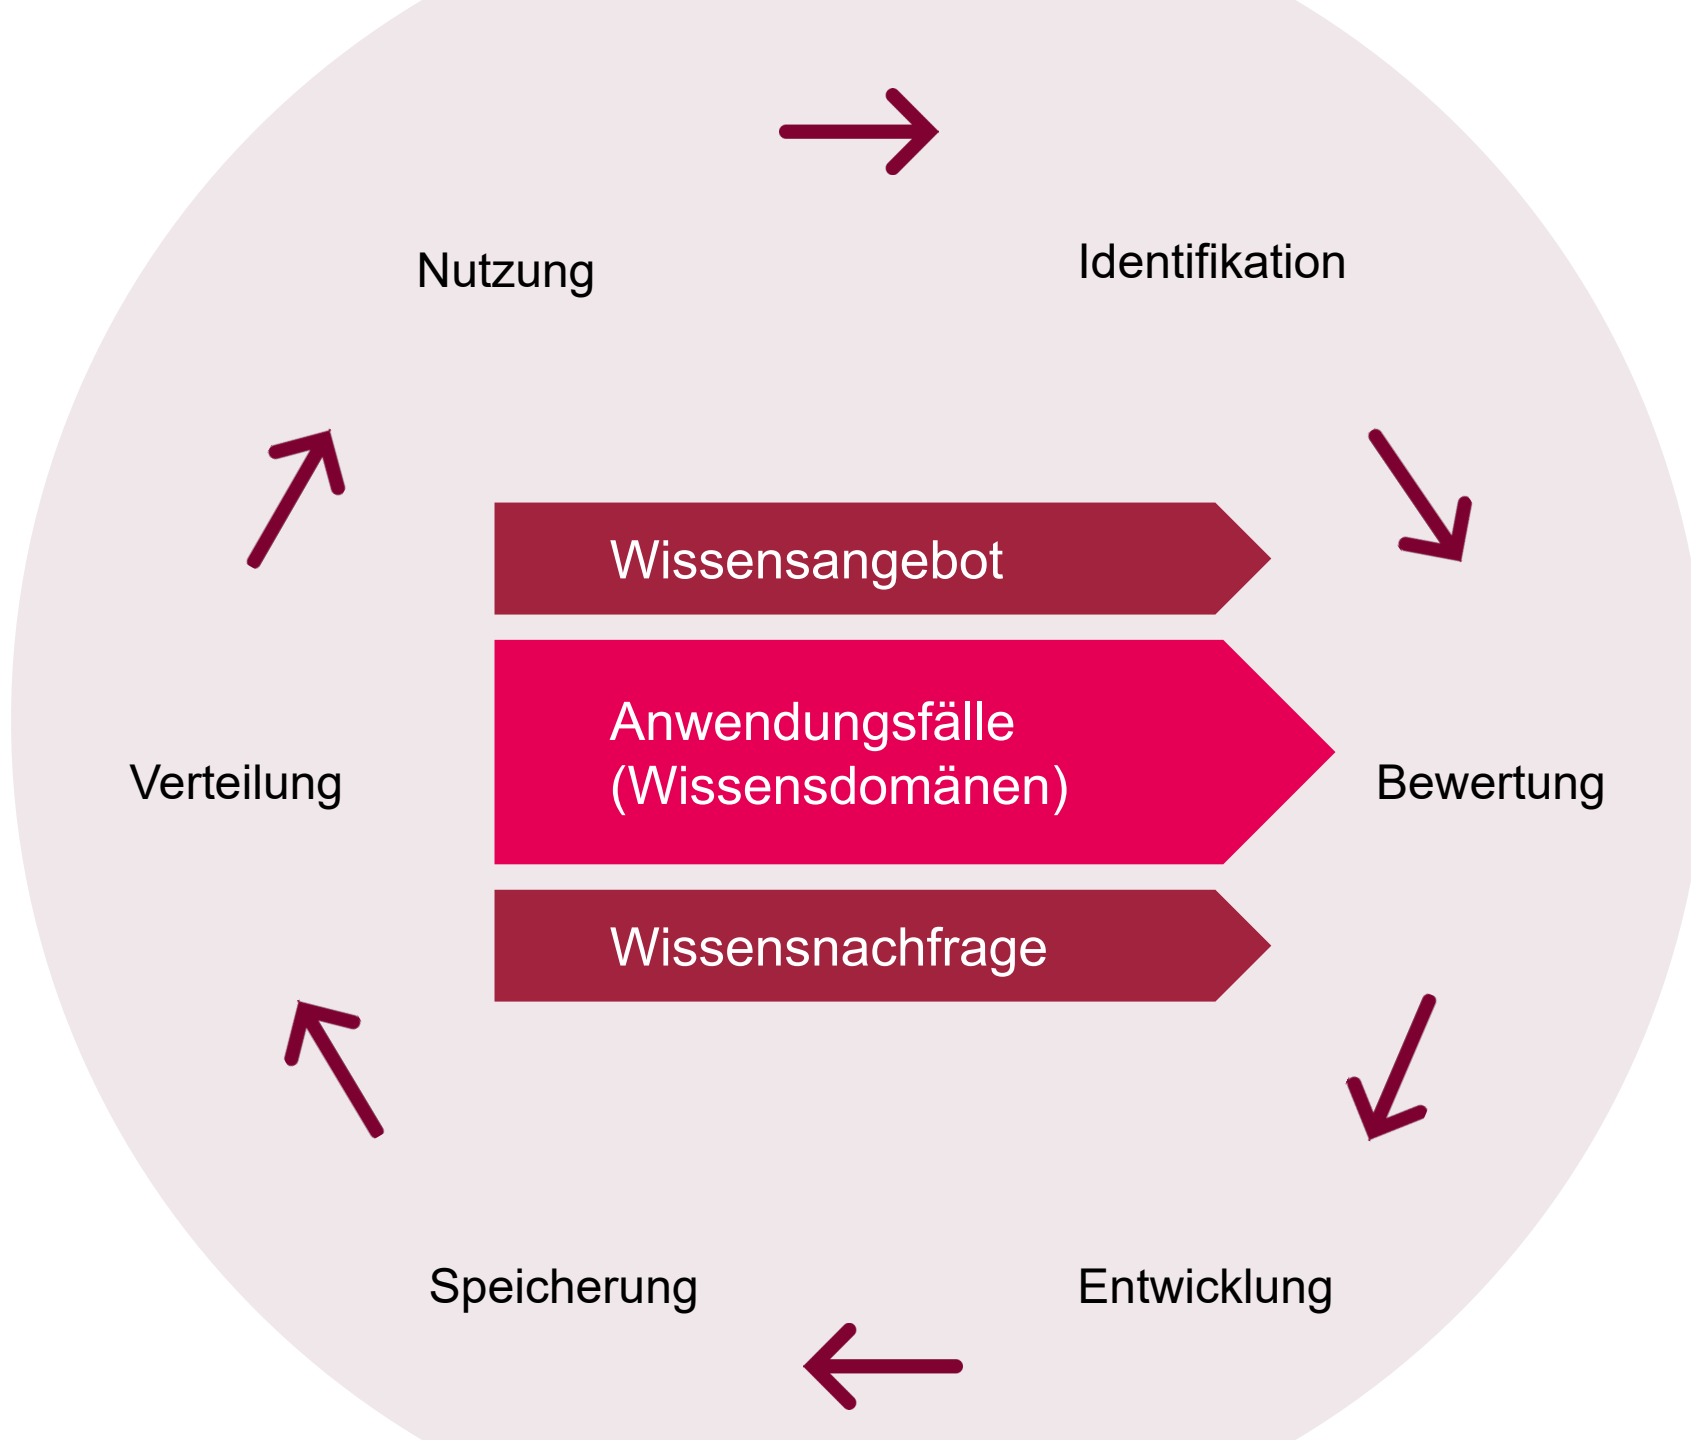 Nutzung
Identifikation
Wissensangebot
Anwendungsfälle
(Wissensdomänen)
Verteilung
Bewertung
Wissensnachfrage
Speicherung
Entwicklung